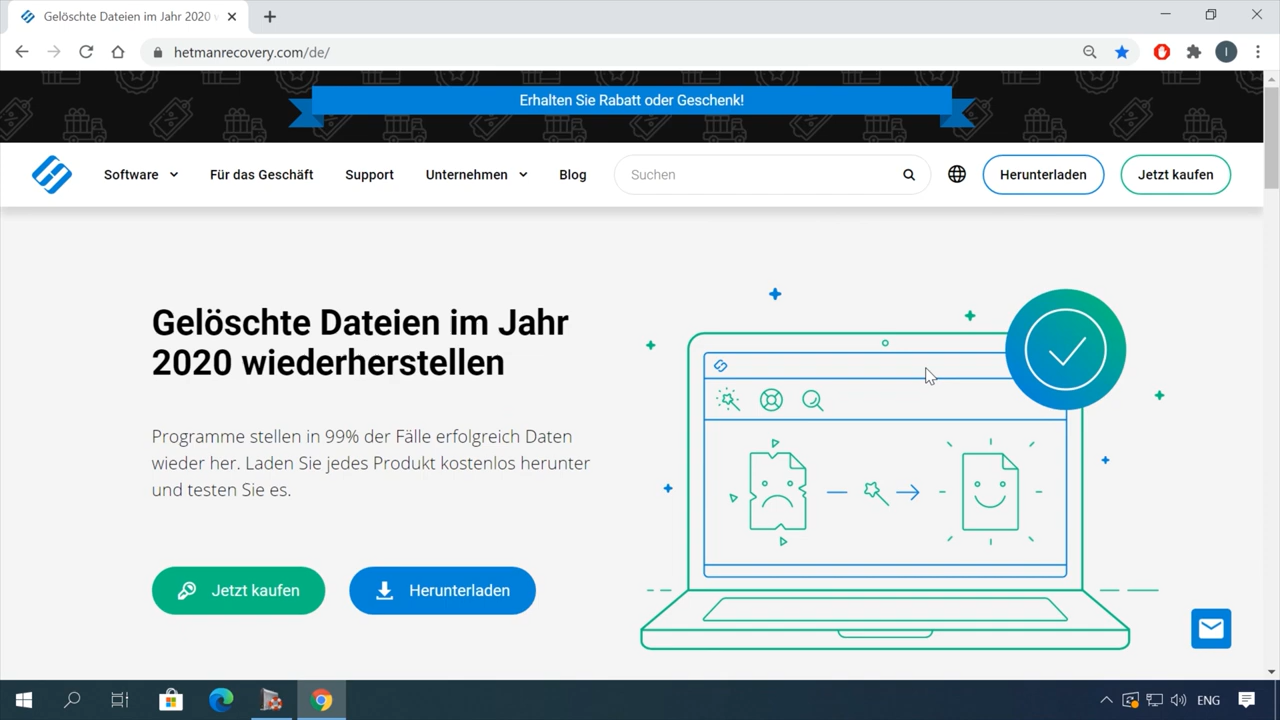 Gelöschte Dateien im Jahr 2020
hetmanrecovery.com/de/
I
Erhalten Sie Rabatt oder Geschenk!
Software Für das Geschäft Support Unternehmen Blog Suchen Herunterladen Jetzt kaufen
Gelöschte Dateien im Jahr
2020 wiederherstellen
Programme stellen in 99% der Fälle erfolgreich Daten
wieder her. Laden Sie jedes Produkt kostenlos herunter
und testen Sie es.
Jetzt kaufen Herunterladen
ENG